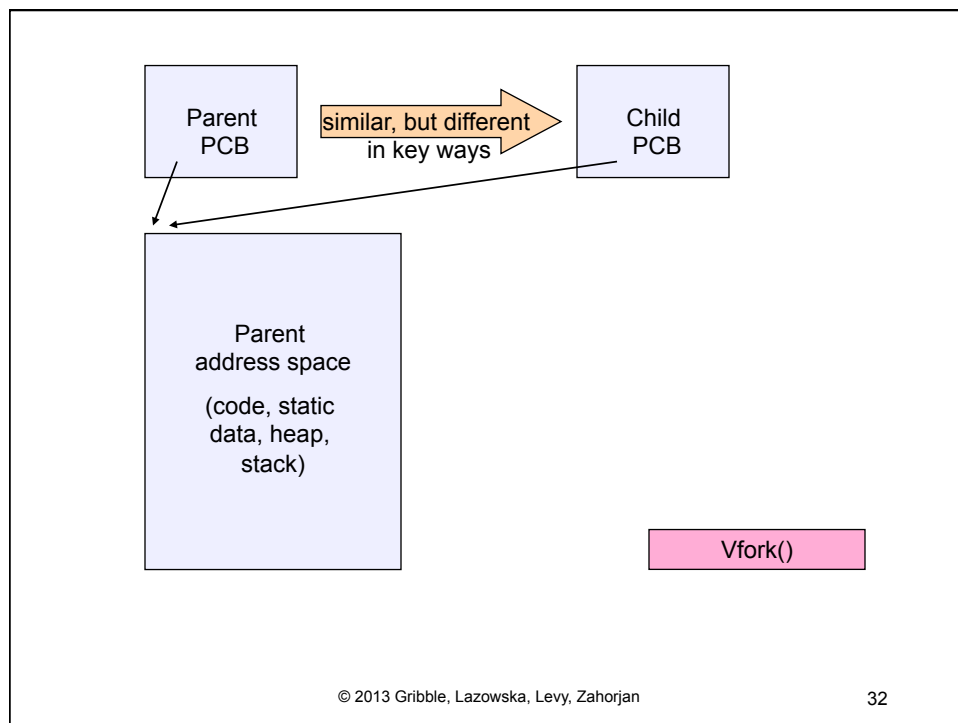 Parent
PCB
similar, but different
in key ways
Child
PCB
Parent
address space
(code, static
data, heap,
stack)
Vfork()
© 2013 Gribble, Lazowska, Levy, Zahorjan
32